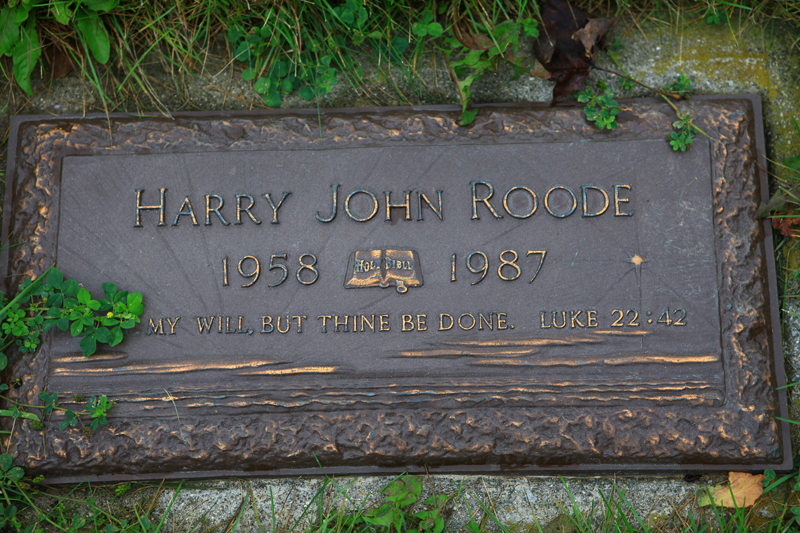 HARRY JOHN ROODE
1958 HOLY BIBLE 1987
MY WILL, BUT THINE BE DONE. LUKE 22:42